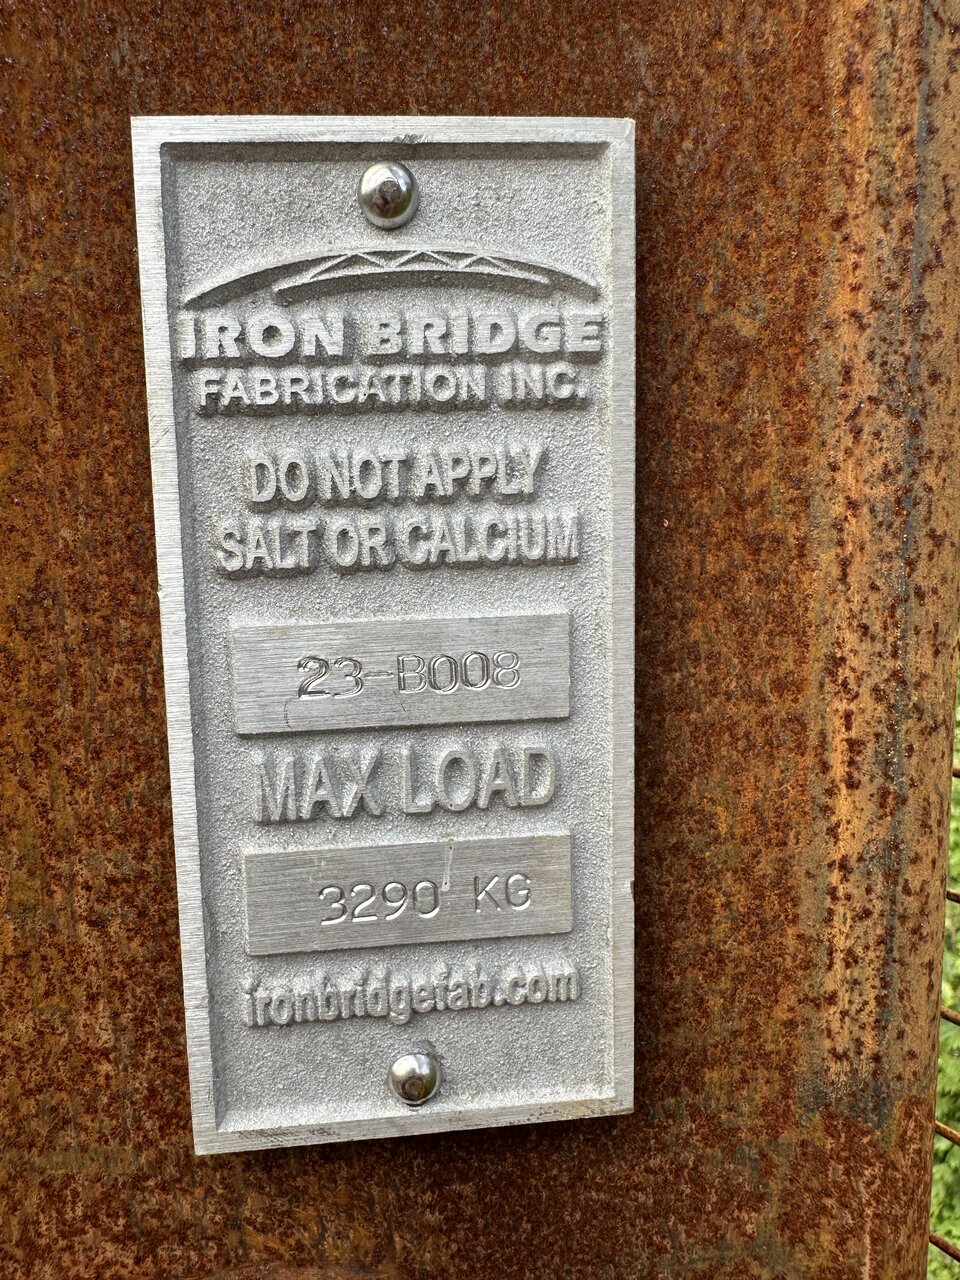 IRON BRIDGE
FABRICATION INC.
DO NOT APPLY
SALT OR CALCIUM
23-B008
MAX LOAD
3290 KG
ironbridgefab.com